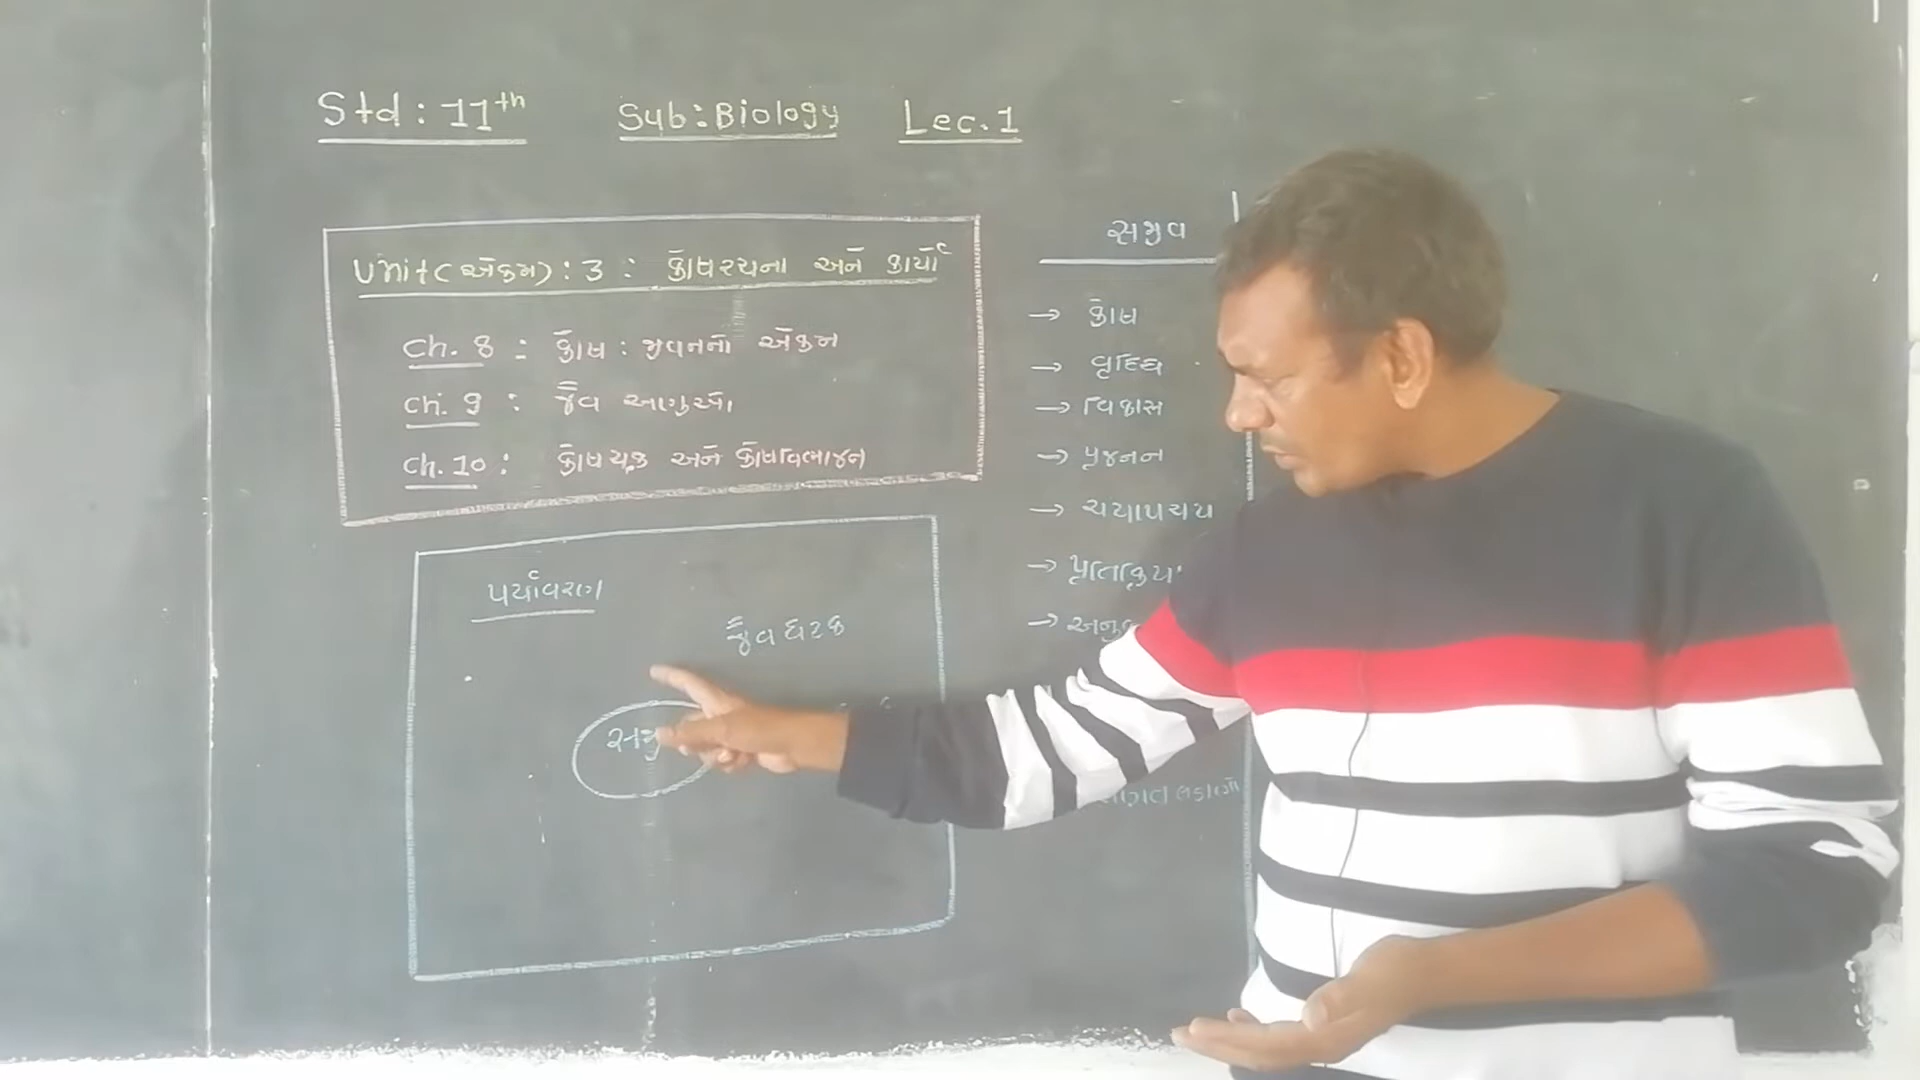 Std : 11th Sub : Biology Lec. 1
Unit (એકમ) : 3 : કોષરચના અને કાર્યો
Ch. 8 : કોષ : જીવનનો એકમ
Ch. 9 : જૈવ અણુઓ
Ch. 10 : કોષચક્ર અને કોષવિભાજન
પર્યાવરણ
જૈવ ઘટક
સજીવ
→ કોષ
→ વૃદ્ધિ
→ વિકાસ
→ પ્રજનન
→ ચયાપચય